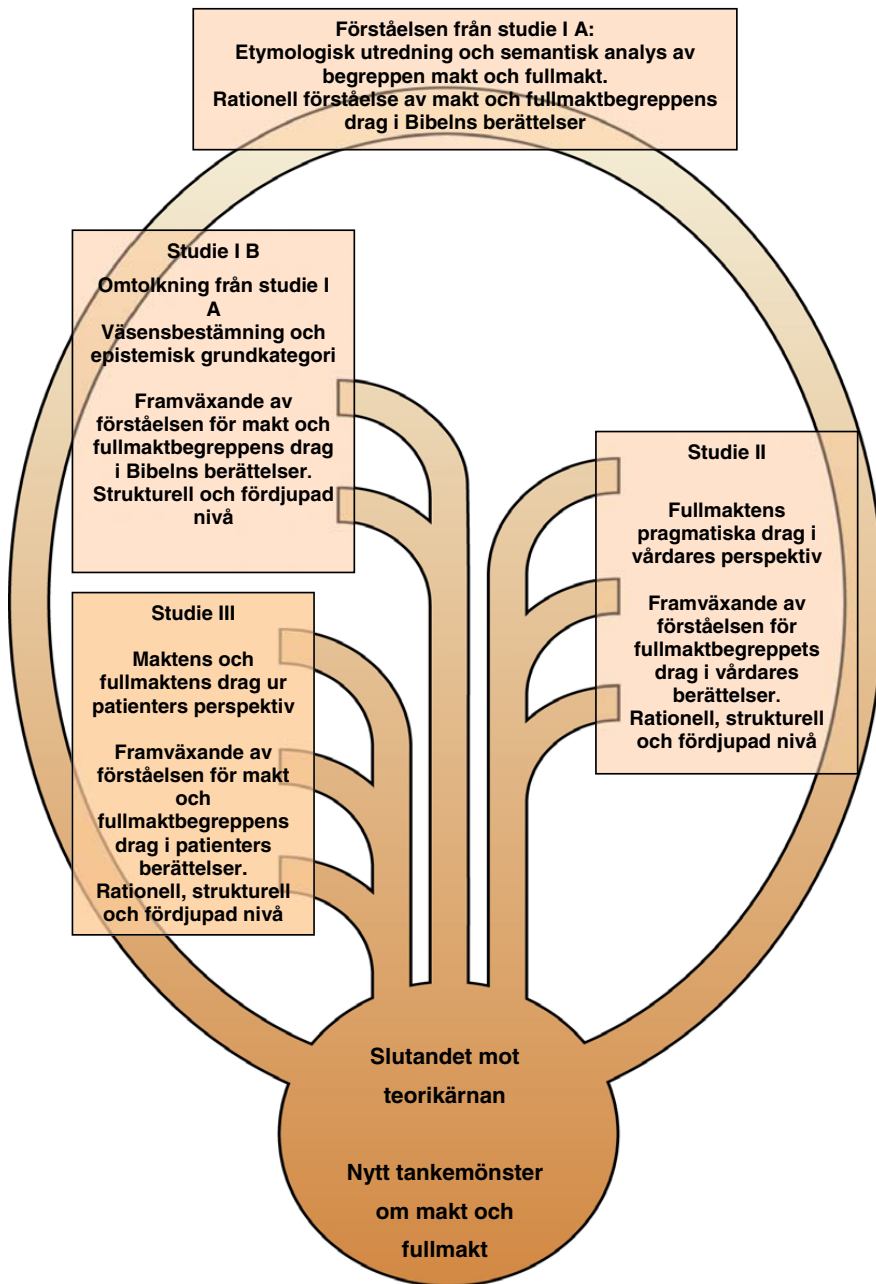 Förståelsen från studie I A:
Etymologisk utredning och semantisk analys av
begreppen makt och fullmakt.
Rationell förståelse av makt och fullmaktbegreppens
drag i Bibelns berättelser
Studie I B
Omtolkning från studie I
A
Väsensbestämning och
epistemisk grundkategori
Framväxande av
förståelsen för makt och
fullmaktbegreppens drag
i Bibelns berättelser.
Strukturell och fördjupad
nivå
Studie II
Fullmaktens
pragmatiska drag i
vårdares perspektiv
Framväxande av
förståelsen för
fullmaktbegreppets
drag i vårdares
berättelser.
Rationell, strukturell
och fördjupad nivå
Studie III
Maktens och
fullmaktens drag ur
patienters perspektiv
Framväxande av
förståelsen för makt
och
fullmaktbegreppens
drag i patienters
berättelser.
Rationell, strukturell
och fördjupad nivå
Slutandet mot
teorikärnan
Nytt tankemönster
om makt och
fullmakt